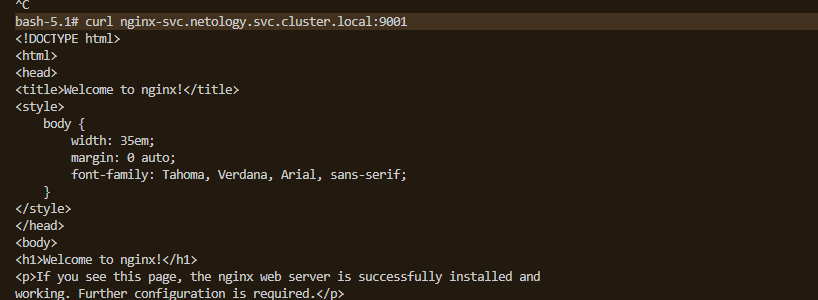 ^C
bash-5.1# curl nginx-svc.netology.svc.cluster.local:9001
<!DOCTYPE html>
<html>
<head>
<title>Welcome to nginx!</title>
<style>
    body {
        width: 35em;
        margin: 0 auto;
        font-family: Tahoma, Verdana, Arial, sans-serif;
    }
</style>
</head>
<body>
<h1>Welcome to nginx!</h1>
<p>If you see this page, the nginx web server is successfully installed and
working. Further configuration is required.</p>